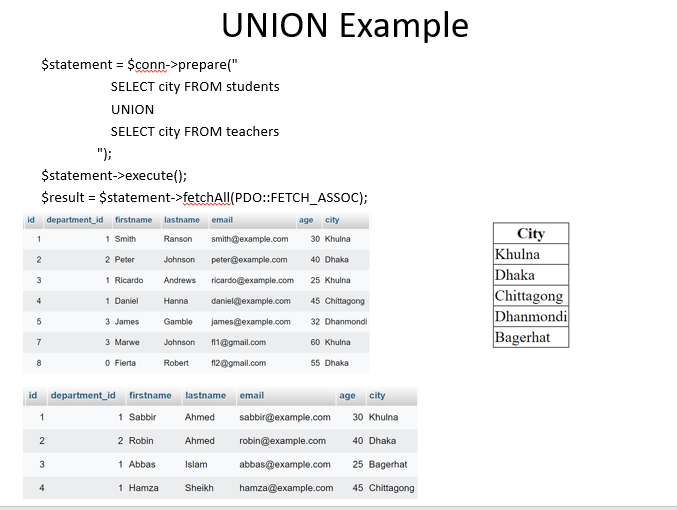 UNION Example
$statement = $conn->prepare("
SELECT city FROM students
UNION
SELECT city FROM teachers
");
$statement->execute();
$result = $statement->fetchAll(PDO::FETCH_ASSOC);
id department_id firstname lastname email age city
1 1 Smith Ranson smith@example.com 30 Khulna
2 2 Peter Johnson peter@example.com 40 Dhaka
3 1 Ricardo Andrews ricardo@example.com 25 Khulna
4 1 Daniel Hanna daniel@example.com 45 Chittagong
5 3 James Gamble james@example.com 32 Dhanmondi
7 3 Marwe Johnson fl1@gmail.com 60 Khulna
8 0 Fierta Robert fl2@gmail.com 55 Dhaka
City
Khulna
Dhaka
Chittagong
Dhanmondi
Bagerhat
id department_id firstname lastname email age city
1 1 Sabbir Ahmed sabbir@example.com 30 Khulna
2 2 Robin Ahmed robin@example.com 40 Dhaka
3 1 Abbas Islam abbas@example.com 25 Bagerhat
4 1 Hamza Sheikh hamza@example.com 45 Chittagong